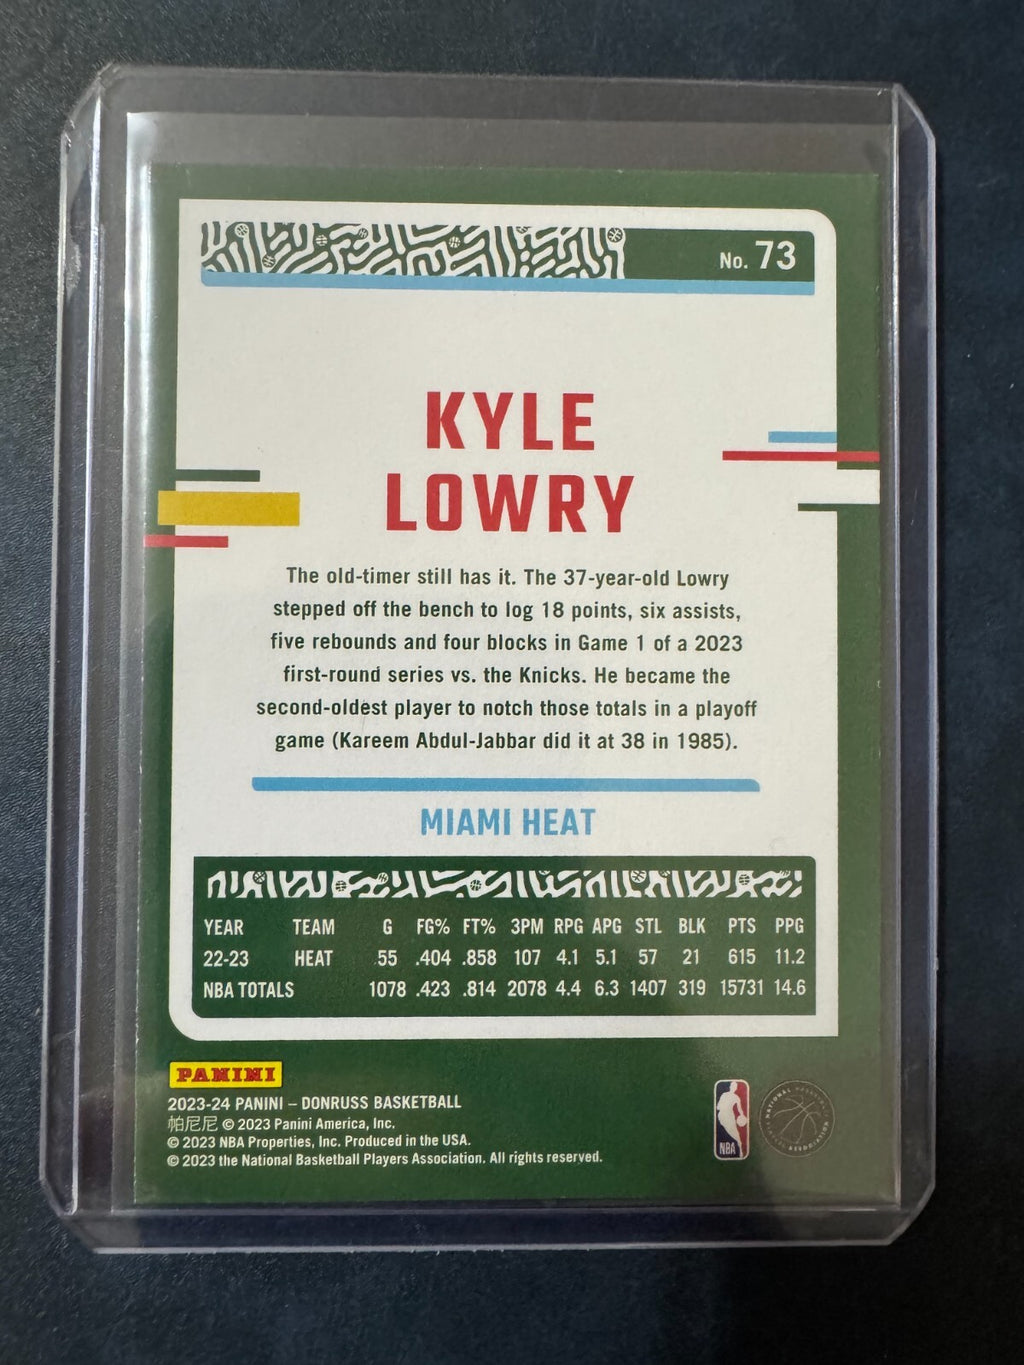 No. 73
KYLE
LOWRY
The old-timer still has it. The 37-year-old Lowry
stepped off the bench to log 18 points, six assists,
five rebounds and four blocks in Game 1 of a 2023
first-round series vs. the Knicks. He became the
second-oldest player to notch those totals in a playoff
game (Kareem Abdul-Jabbar did it at 38 in 1985).
MIAMI HEAT
YEAR TEAM G FG% FT% 3PM RPG APG STL BLK PTS PPG
22-23 HEAT 55 .404 .858 107 4.1 5.1 57 21 615 11.2
NBA TOTALS 1078 .423 .814 2078 4.4 6.3 1407 319 15731 14.6
PANINI
2023-24 PANINI – DONRUSS BASKETBALL
帕尼尼 © 2023 Panini America, Inc.
© 2023 NBA Properties, Inc. Produced in the USA.
© 2023 the National Basketball Players Association. All rights reserved.
NBA
NATIONAL BASKETBALL PLAYERS ASSOCIATION